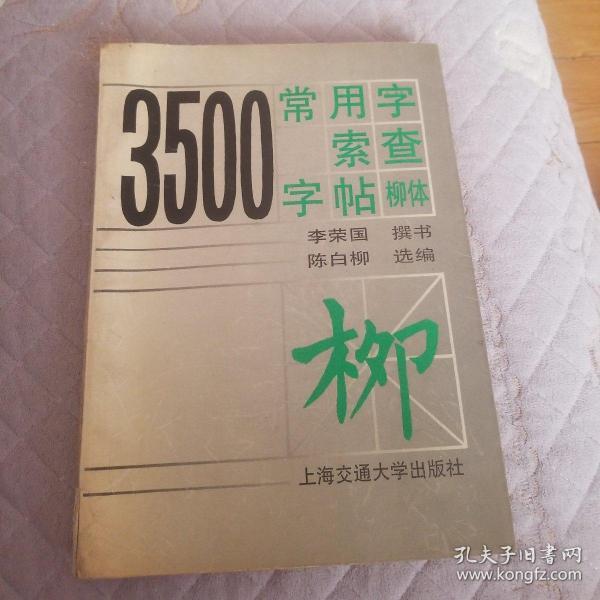 3500
常用字
索查
字帖 柳体
李荣国 撰书
陈白柳 选编
柳
上海交通大学出版社
孔夫子旧书网
www.kongfz.com